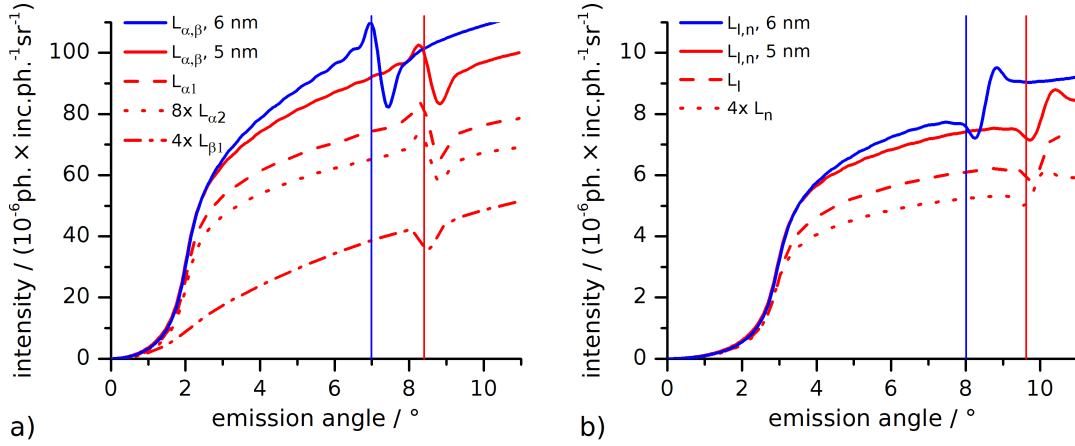 L_α,β, 6 nm
L_α,β, 5 nm
L_α1
8x L_α2
4x L_β1
intensity / (10⁻⁶ph. × inc.ph.⁻¹sr⁻¹)
100
80
60
40
20
0
0 2 4 6 8 10
emission angle / °
a)
L_l,n, 6 nm
L_l,n, 5 nm
L_l
4x L_n
intensity / (10⁻⁶ph. × inc.ph.⁻¹sr⁻¹)
10
8
6
4
2
0
0 2 4 6 8 10
emission angle / °
b)